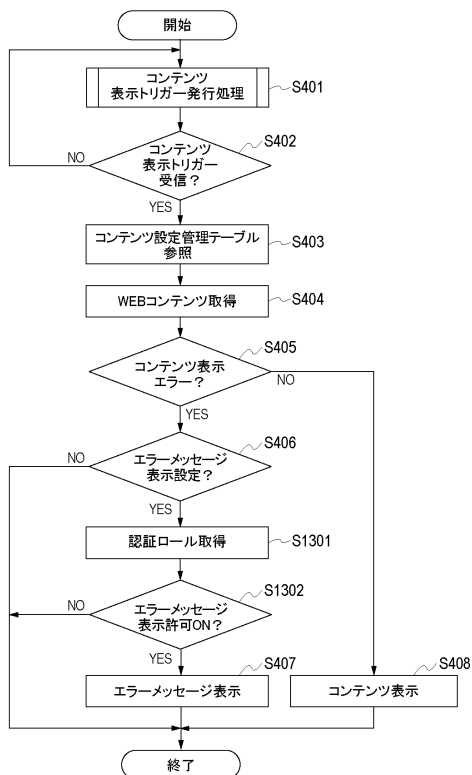 開始
コンテンツ
表示トリガー発行処理
S401
コンテンツ
表示トリガー
受信？
S402
NO
YES
コンテンツ設定管理テーブル
参照
S403
WEBコンテンツ取得
S404
コンテンツ表示
エラー？
S405
NO
YES
エラーメッセージ
表示設定？
S406
NO
YES
認証ロール取得
S1301
エラーメッセージ
表示許可ON？
S1302
NO
YES
エラーメッセージ表示
S407
コンテンツ表示
S408
終了